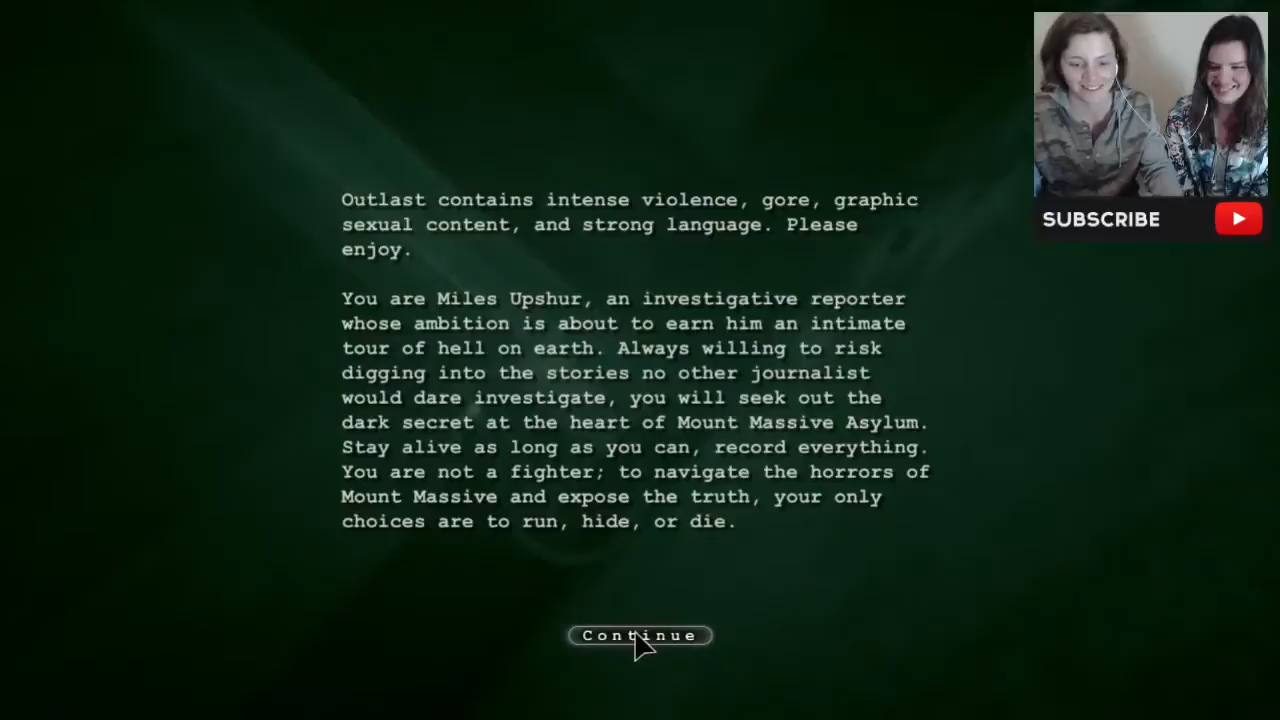 Outlast contains intense violence, gore, graphic
sexual content, and strong language. Please
enjoy.
You are Miles Upshur, an investigative reporter
whose ambition is about to earn him an intimate
tour of hell on earth. Always willing to risk
digging into the stories no other journalist
would dare investigate, you will seek out the
dark secret at the heart of Mount Massive Asylum.
Stay alive as long as you can, record everything.
You are not a fighter; to navigate the horrors of
Mount Massive and expose the truth, your only
choices are to run, hide, or die.
Continue
SUBSCRIBE